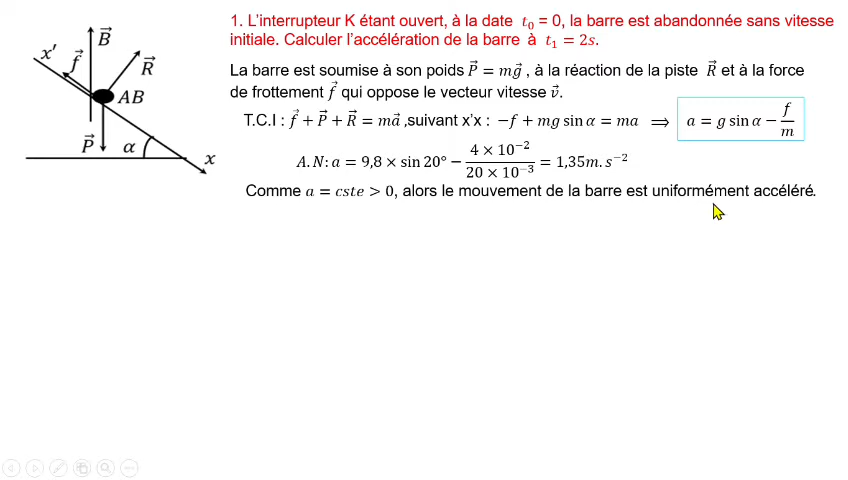 1. L’interrupteur K étant ouvert, à la date t₀ = 0, la barre est abandonnée sans vitesse
initiale. Calculer l’accélération de la barre à t₁ = 2s.
La barre est soumise à son poids P⃗ = mg⃗ , à la réaction de la piste R⃗ et à la force
de frottement f⃗ qui oppose le vecteur vitesse v⃗.
T.C.I : f⃗ + P⃗ + R⃗ = ma⃗ ,suivant x’x : −f + mg sin α = ma ⟹ a = g sin α − f/m
A.N: a = 9,8 × sin 20° − (4 × 10⁻²)/(20 × 10⁻³) = 1,35m.s⁻²
Comme a = cste > 0, alors le mouvement de la barre est uniformément accéléré.
B⃗
x′
f⃗
R⃗
AB
P⃗
α
x